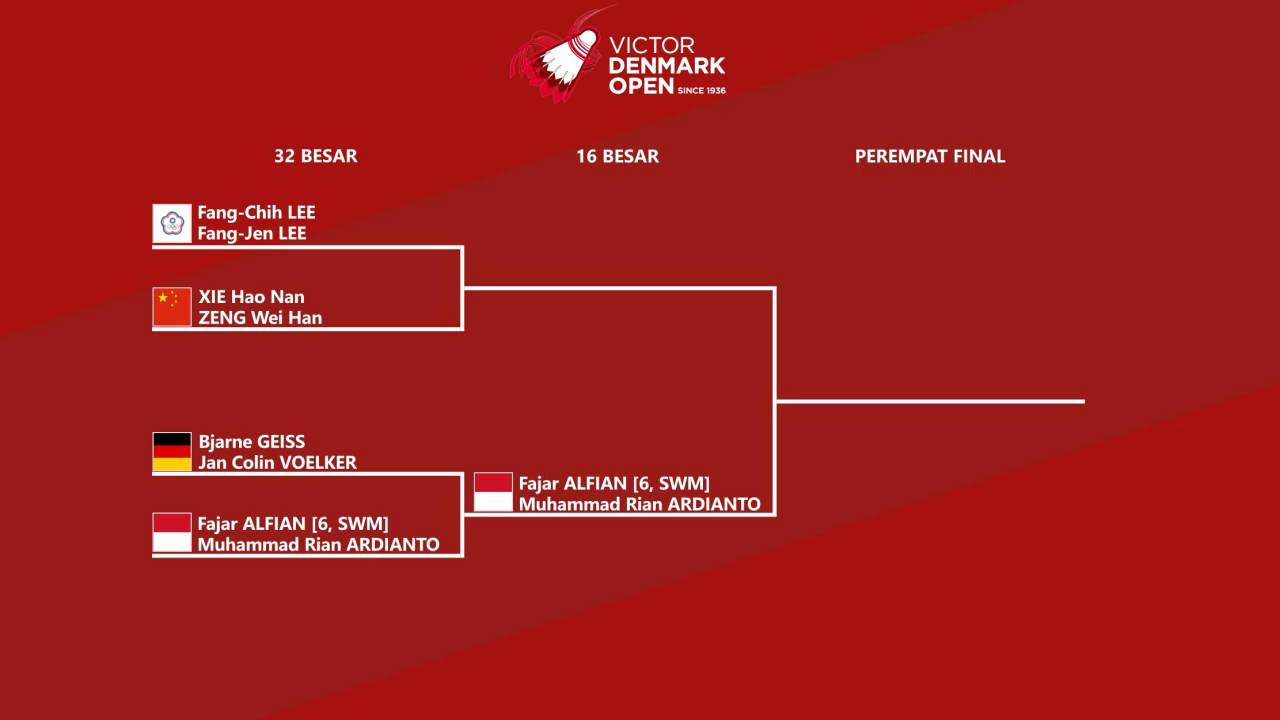 VICTOR
DENMARK
OPEN SINCE 1936
32 BESAR
16 BESAR
PEREMPAT FINAL
Fang-Chih LEE
Fang-Jen LEE
XIE Hao Nan
ZENG Wei Han
Bjarne GEISS
Jan Colin VOELKER
Fajar ALFIAN [6, SWM]
Muhammad Rian ARDIANTO
Fajar ALFIAN [6, SWM]
Muhammad Rian ARDIANTO